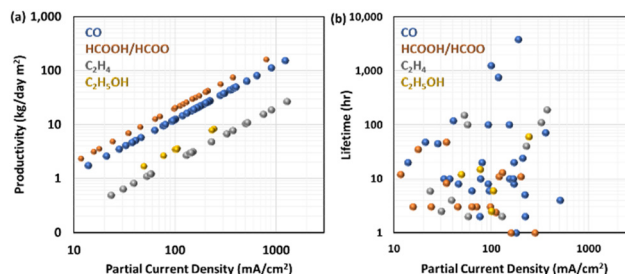 (a)
Productivity (kg/day m²)
1,000
100
10
1
0
CO
HCOOH/HCOO
C₂H₄
C₂H₅OH
10
100
1000
Partial Current Density (mA/cm²)
(b)
Lifetime (hr)
10,000
1,000
100
10
1
CO
HCOOH/HCOO
C₂H₄
C₂H₅OH
10
100
1000
Partial Current Density (mA/cm²)